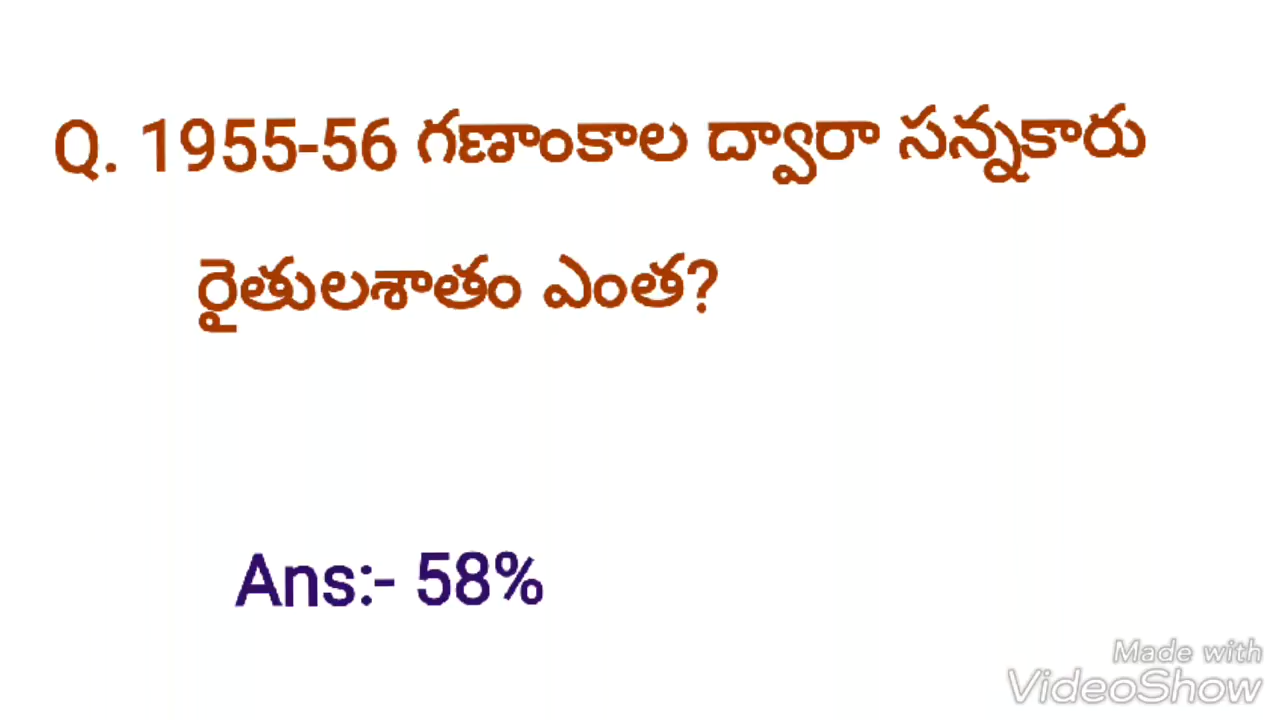 Q. 1955-56 గణాంకాల ద్వారా సన్నకారు
రైతులశాతం ఎంత?
Ans:- 58%
Made with
VideoShow